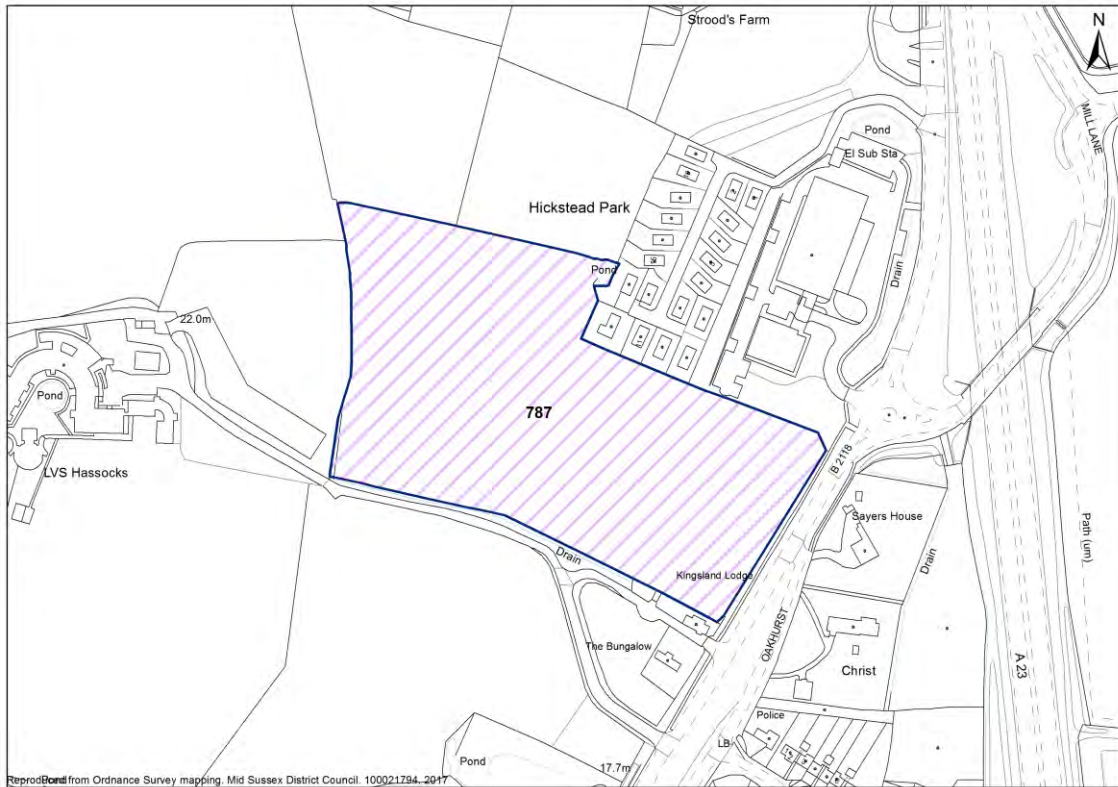 Strood's Farm
N
MILL LANE
Pond
El Sub Sta
Hickstead Park
Pond
Drain
22.0m
Pond
787
LVS Hassocks
B 2118
Sayers House
Drain
Path (um)
Drain
Kingsland Lodge
OAKHURST
The Bungalow
Christ
A 23
Police
LB
Pond
17.7m
from Ordnance Survey mapping. Mid Sussex District Council. 100021794, 2017